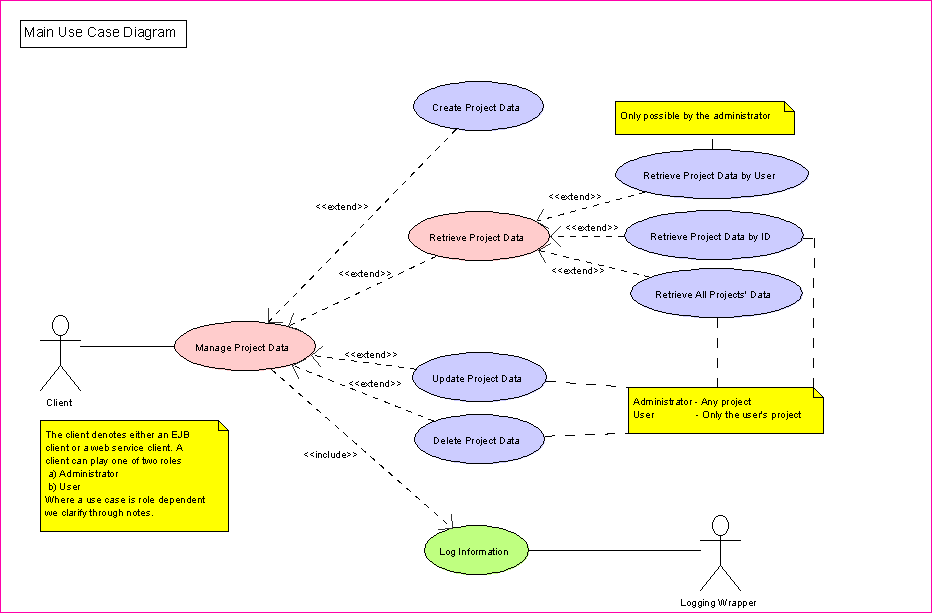 Main Use Case Diagram
Create Project Data
Only possible by the administrator
Retrieve Project Data by User
<<extend>>
<<extend>>
Retrieve Project Data
<<extend>>
Retrieve Project Data by ID
<<extend>>
<<extend>>
Retrieve All Projects' Data
Manage Project Data
<<extend>>
Update Project Data
<<extend>>
Client
Administrator - Any project
User - Only the user's project
Delete Project Data
The client denotes either an EJB
client or a web service client. A
client can play one of two roles
a) Administrator
b) User
Where a use case is role dependent
we clarify through notes.
<<include>>
Log Information
Logging Wrapper